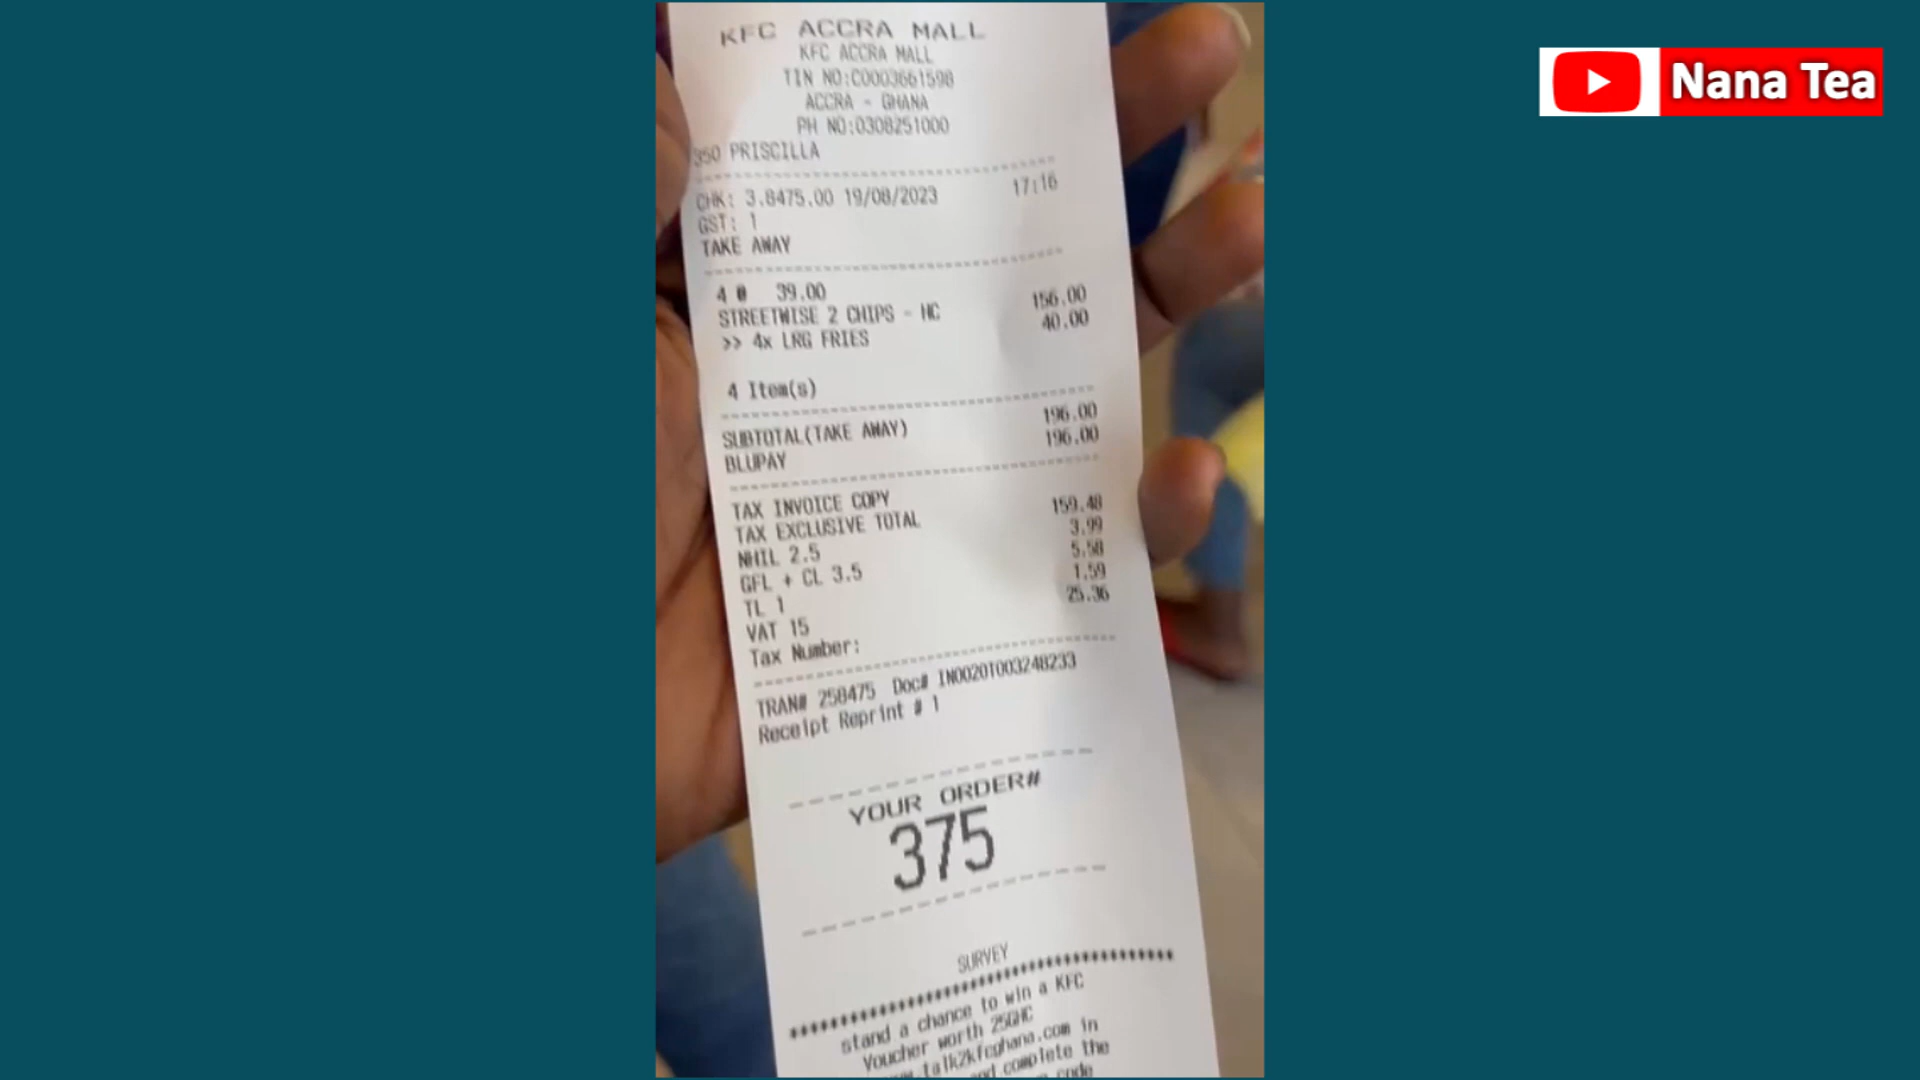 KFC ACCRA MALL
KFC ACCRA MALL
TIN NO:C0003661598
ACCRA - GHANA
PH NO:0308251000
350 PRISCILLA
CHK: 3.8475.00 19/08/2023 17:16
GST: 1
TAKE AWAY
4 @ 39.00
STREETWISE 2 CHIPS - HC 156.00
>> 4x LRG FRIES 40.00
4 Item(s)
SUBTOTAL(TAKE AWAY) 196.00
BLUPAY 196.00
TAX INVOICE COPY
TAX EXCLUSIVE TOTAL 159.48
NHIL 2.5 3.99
GFL + CL 3.5 5.58
TL 1 1.59
VAT 15 25.36
Tax Number:
TRAN# 258475 Doc# IN0020T003248233
Receipt Reprint # 1
YOUR ORDER#
375
SURVEY
stand a chance to win a KFC
Voucher worth 25GHC
talk2kfcghana.com in
and complete the
code
Nana Tea